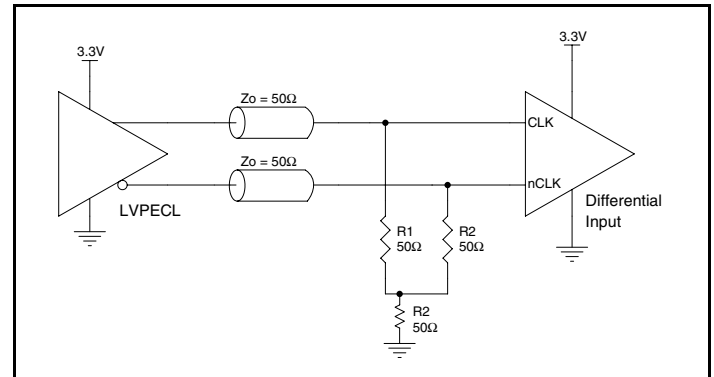 3.3V
3.3V
Zo = 50Ω
CLK
Zo = 50Ω
nCLK
LVPECL
Differential
Input
R1
50Ω
R2
50Ω
R2
50Ω